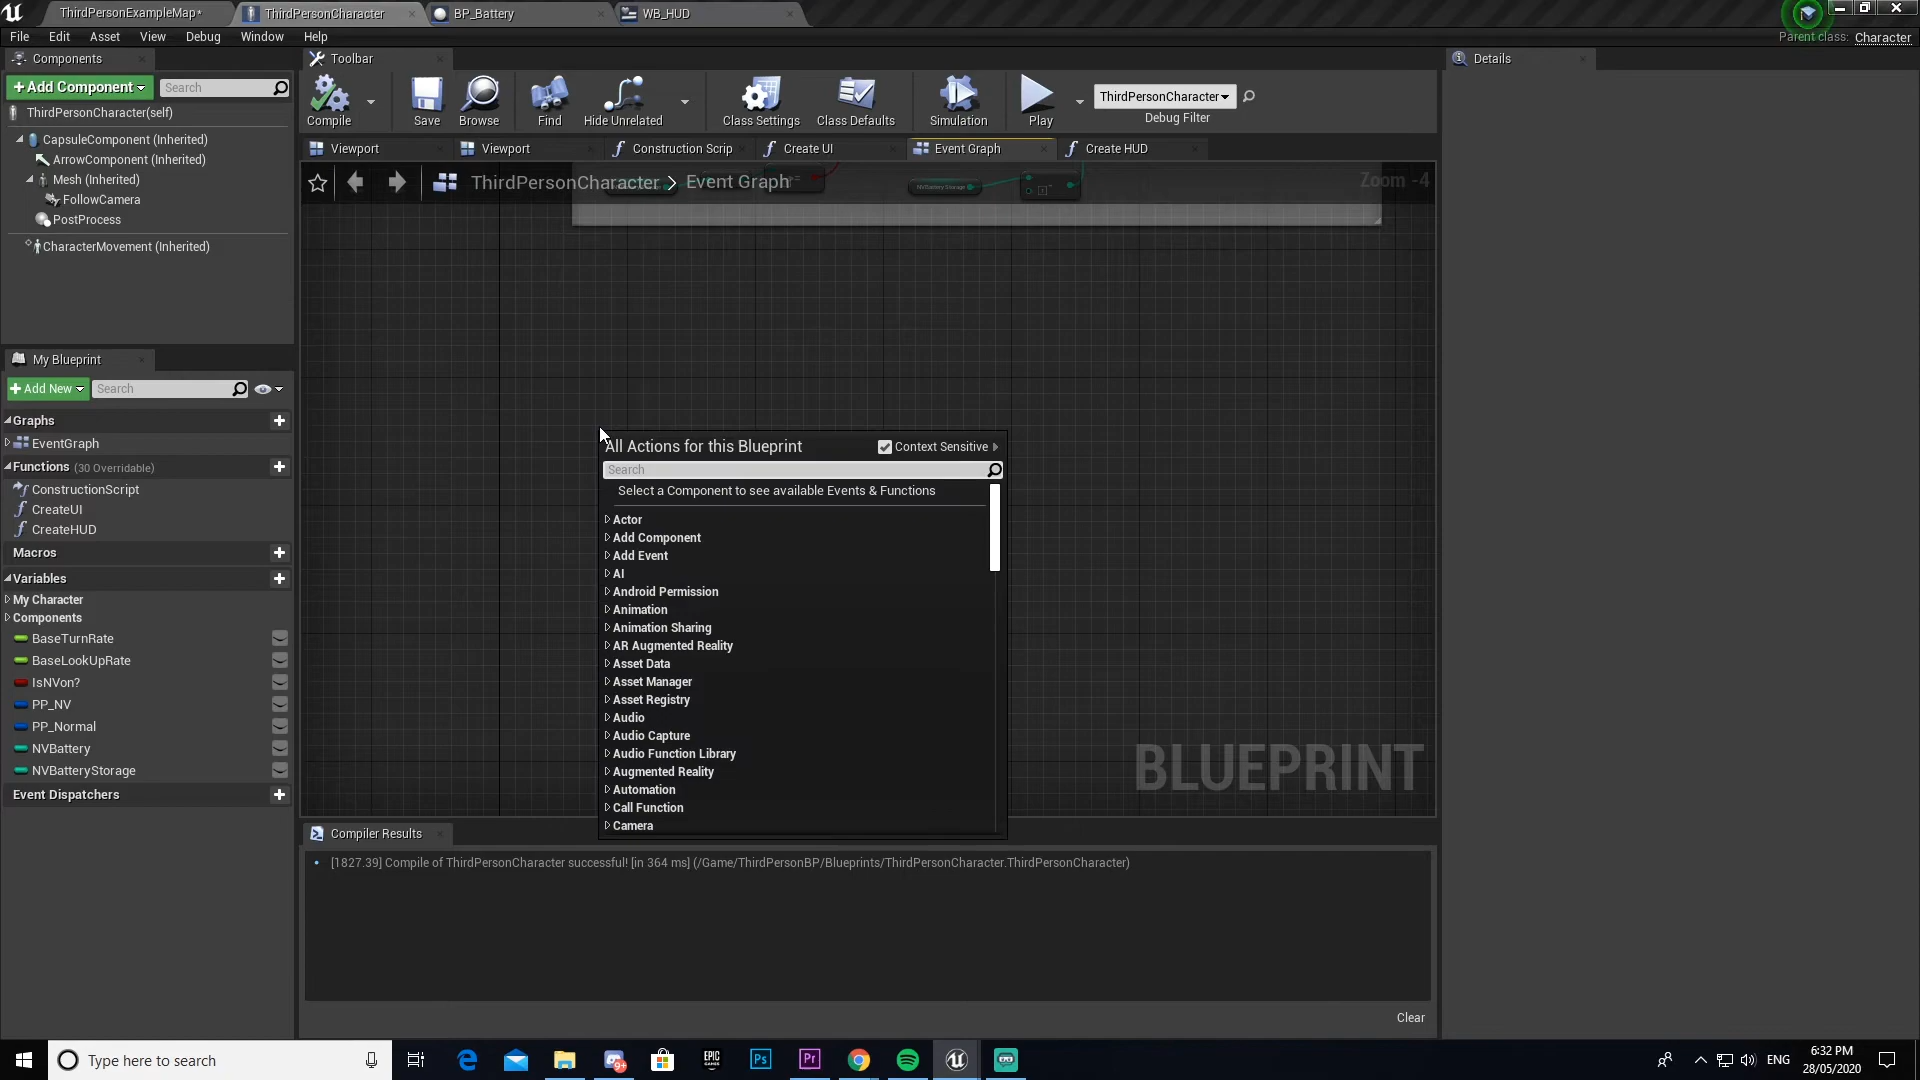 ThirdPersonExampleMap*
ThirdPersonCharacter
BP_Battery
WB_HUD
File Edit Asset View Debug Window Help
Parent class: Character
Components
Toolbar
Details
Add Component
Search
ThirdPersonCharacter(self)
CapsuleComponent (Inherited)
ArrowComponent (Inherited)
Mesh (Inherited)
FollowCamera
PostProcess
CharacterMovement (Inherited)
Compile
Save
Browse
Find
Hide Unrelated
Class Settings
Class Defaults
Simulation
Play
ThirdPersonCharacter
Debug Filter
Viewport
Viewport
Construction Scrip
Create UI
Event Graph
Create HUD
ThirdPersonCharacter > Event Graph
Zoom -4
NVBattery Storage
My Blueprint
Add New
Search
Graphs
EventGraph
Functions (30 Overridable)
ConstructionScript
CreateUI
CreateHUD
Macros
Variables
My Character
Components
BaseTurnRate
BaseLookUpRate
IsNVon?
PP_NV
PP_Normal
NVBattery
NVBatteryStorage
Event Dispatchers
All Actions for this Blueprint
Context Sensitive
Search
Select a Component to see available Events & Functions
Actor
Add Component
Add Event
AI
Android Permission
Animation
Animation Sharing
AR Augmented Reality
Asset Data
Asset Manager
Asset Registry
Audio
Audio Capture
Audio Function Library
Augmented Reality
Automation
Call Function
Camera
BLUEPRINT
Compiler Results
[1827.39] Compile of ThirdPersonCharacter successful! [in 364 ms] (/Game/ThirdPersonBP/Blueprints/ThirdPersonCharacter.ThirdPersonCharacter)
Clear
Type here to search
9+
EPIC GAMES
Ps
Pr
ENG
6:32 PM
28/05/2020